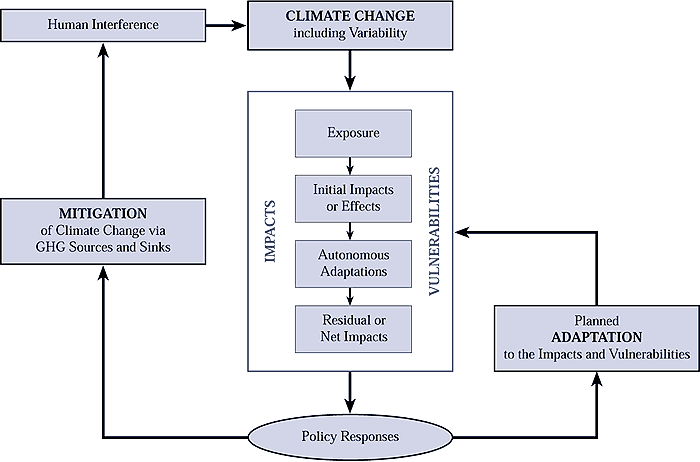 Human Interference
CLIMATE CHANGE
including Variability
IMPACTS
VULNERABILITIES
Exposure
Initial Impacts
or Effects
Autonomous
Adaptations
Residual or
Net Impacts
MITIGATION
of Climate Change via
GHG Sources and Sinks
Planned
ADAPTATION
to the Impacts and Vulnerabilities
Policy Responses